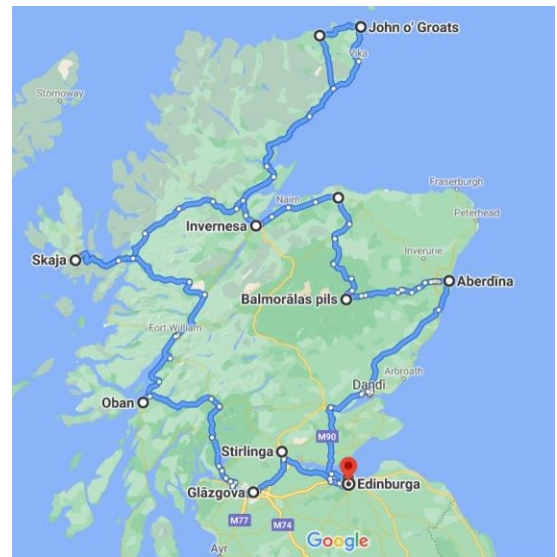 John o' Groats
Vika
Stornoway
Fraserburgh
Nairn
Peterhead
Invernesa
Inverurie
Skaja
Aberdīna
Balmorālas pils
Fort William
Arbroath
Dandī
Oban
M90
Stirlinga
Edinburga
Glāzgova
M77
M74
Google
Ayr